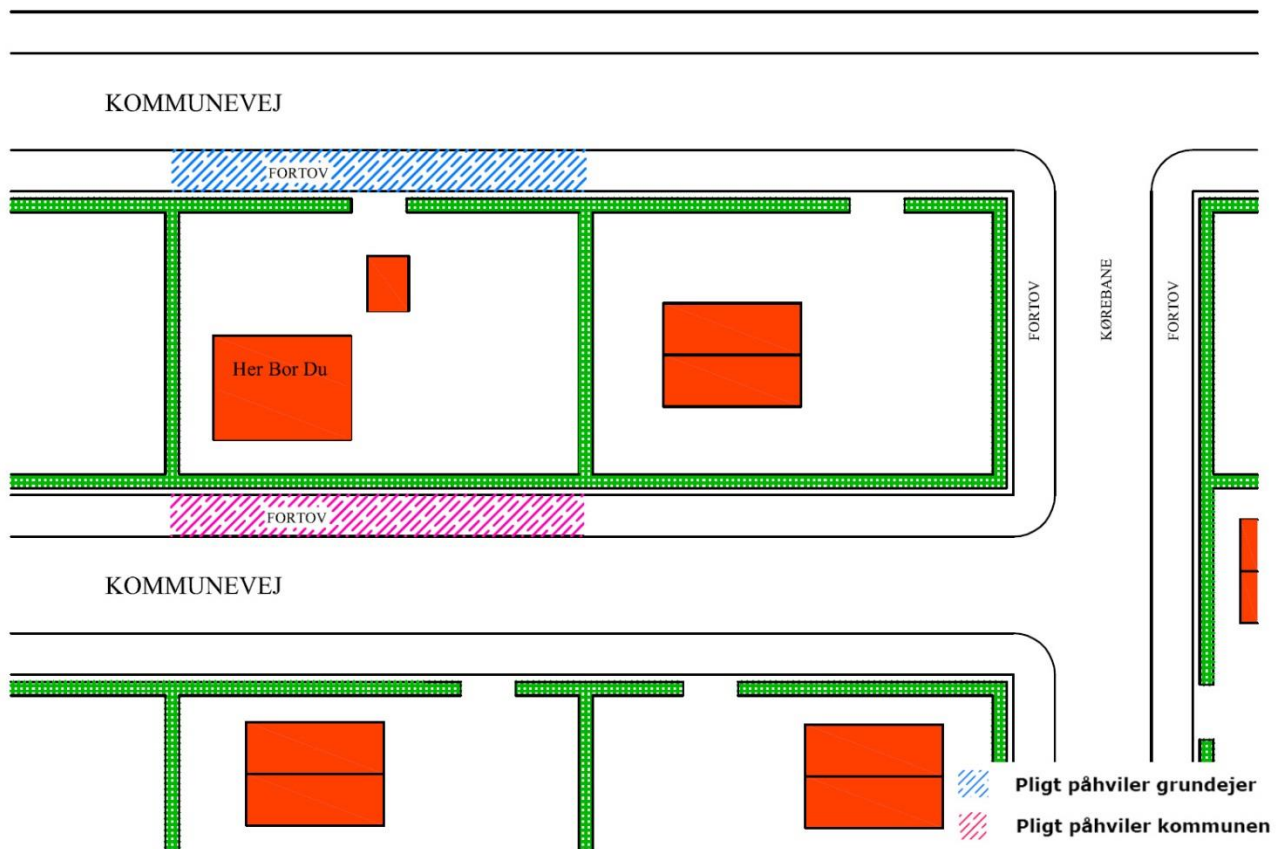 KOMMUNEVEJ
FORTOV
Her Bor Du
FORTOV
KØREBANE
FORTOV
FORTOV
KOMMUNEVEJ
Pligt påhviler grundejer
Pligt påhviler kommunen